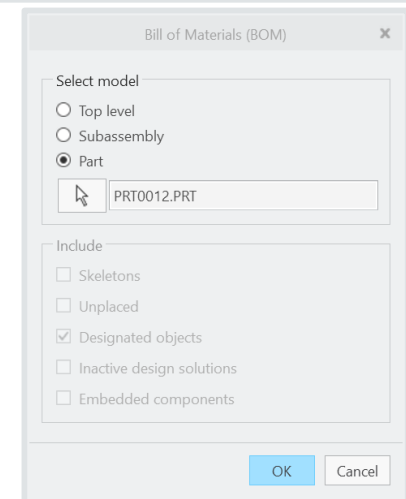 Bill of Materials (BOM)
Select model
Top level
Subassembly
Part
PRT0012.PRT
Include
Skeletons
Unplaced
Designated objects
Inactive design solutions
Embedded components
OK Cancel